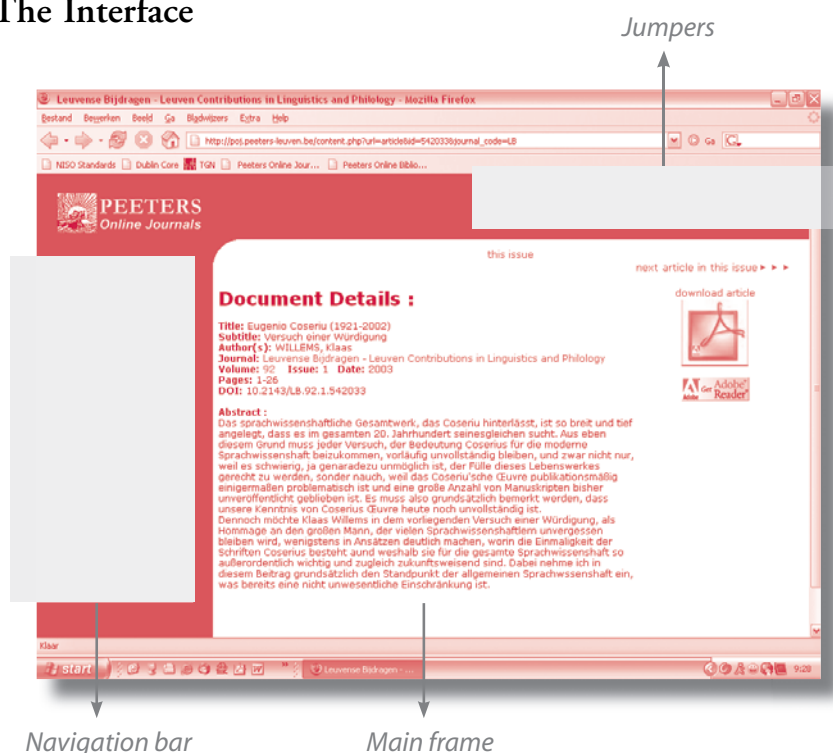 The Interface
Jumpers
Leuvense Bijdragen - Leuven Contributions in Linguistics and Philology - Mozilla Firefox
Bestand Bewerken Beeld Ga Bladwijzers Extra Help
http://poj.peeters-leuven.be/content.php?url=article&id=542033&journal_code=LB
Ga
NISO Standards Dublin Core TGN Peeters Online Jour... Peeters Online Biblio...
PEETERS
Online Journals
this issue
next article in this issue
download article
Document Details :
Title: Eugenio Coseriu (1921-2002)
Subtitle: Versuch einer Würdigung
Author(s): WILLEMS, Klaas
Journal: Leuvense Bijdragen - Leuven Contributions in Linguistics and Philology
Volume: 92 Issue: 1 Date: 2003
Pages: 1-26
DOI: 10.2143/LB.92.1.542033
Adobe Get Adobe® Reader®
Abstract :
Das sprachwissenschaftliche Gesamtwerk, das Coseriu hinterlässt, ist so breit und tief
angelegt, dass es im gesamten 20. Jahrhundert seinesgleichen sucht. Aus eben
diesem Grund muss jeder Versuch, der Bedeutung Coserius für die moderne
Sprachwissenschaft beizukommen, vorläufig unvollständig bleiben, und zwar nicht nur,
weil es schwierig, ja genaradezu unmöglich ist, der Fülle dieses Lebenswerkes
gerecht zu werden, sonder nauch, weil das Coseriu'sche Œuvre publikationsmäßig
einigermaßen problematisch ist und eine große Anzahl von Manuskripten bisher
unveröffentlicht geblieben ist. Es muss also grundsätzlich bemerkt werden, dass
unsere Kenntnis von Coserius Œuvre heute noch unvollständig ist.
Dennoch möchte Klaas Willems in dem vorliegenden Versuch einer Würdigung, als
Hommage an den großen Mann, der vielen Sprachwissenschaftlern unvergessen
bleiben wird, wenigstens in Ansätzen deutlich machen, worin die Einmaligkeit der
Schriften Coserius besteht aund weshalb sie für die gesamte Sprachwissenschaft so
außerordentlich wichtig und zugleich zukunftsweisend sind. Dabei nehme ich in
diesem Beitrag grundsätzlich den Standpunkt der allgemeinen Sprachwssenshaft ein,
was bereits eine nicht unwesentliche Einschränkung ist.
Klaar
start
Leuvense Bijdragen - ...
9:28
Navigation bar
Main frame